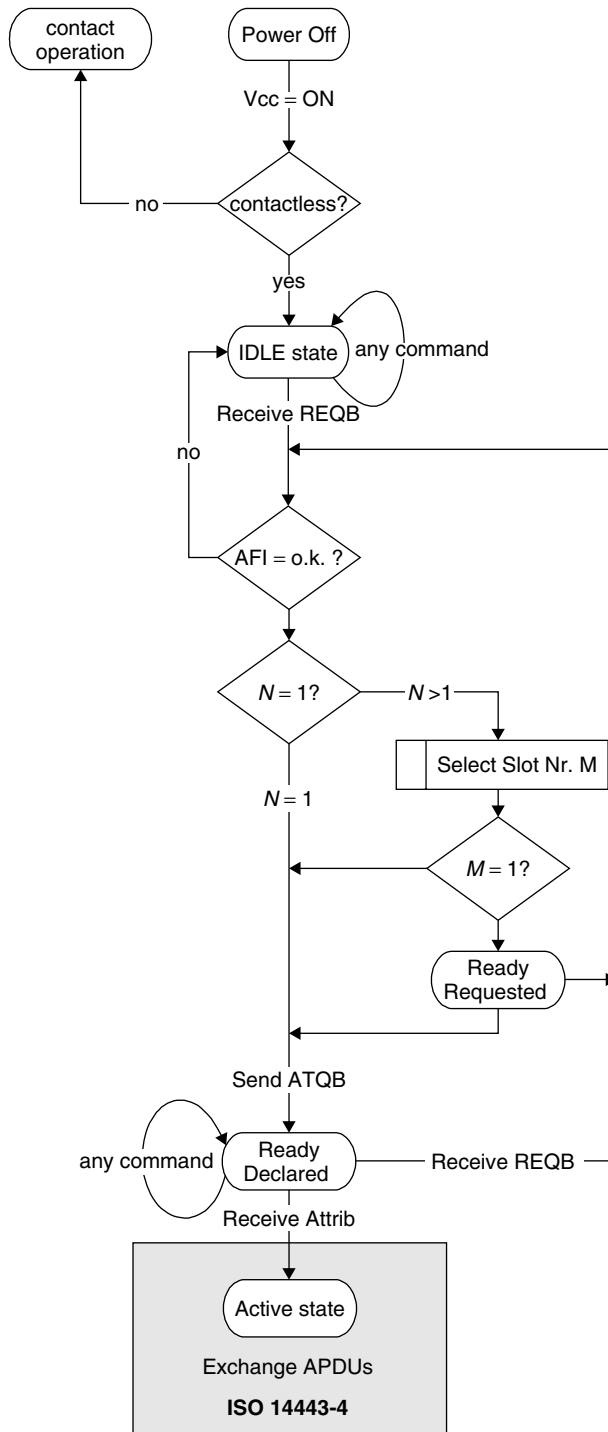 contact
operation
Power Off
Vcc = ON
contactless?
no
yes
IDLE state
any command
Receive REQB
no
AFI = o.k. ?
N = 1?
N >1
Select Slot Nr. M
N = 1
M = 1?
Ready
Requested
Send ATQB
any command
Ready
Declared
Receive REQB
Receive Attrib
Active state
Exchange APDUs
ISO 14443-4